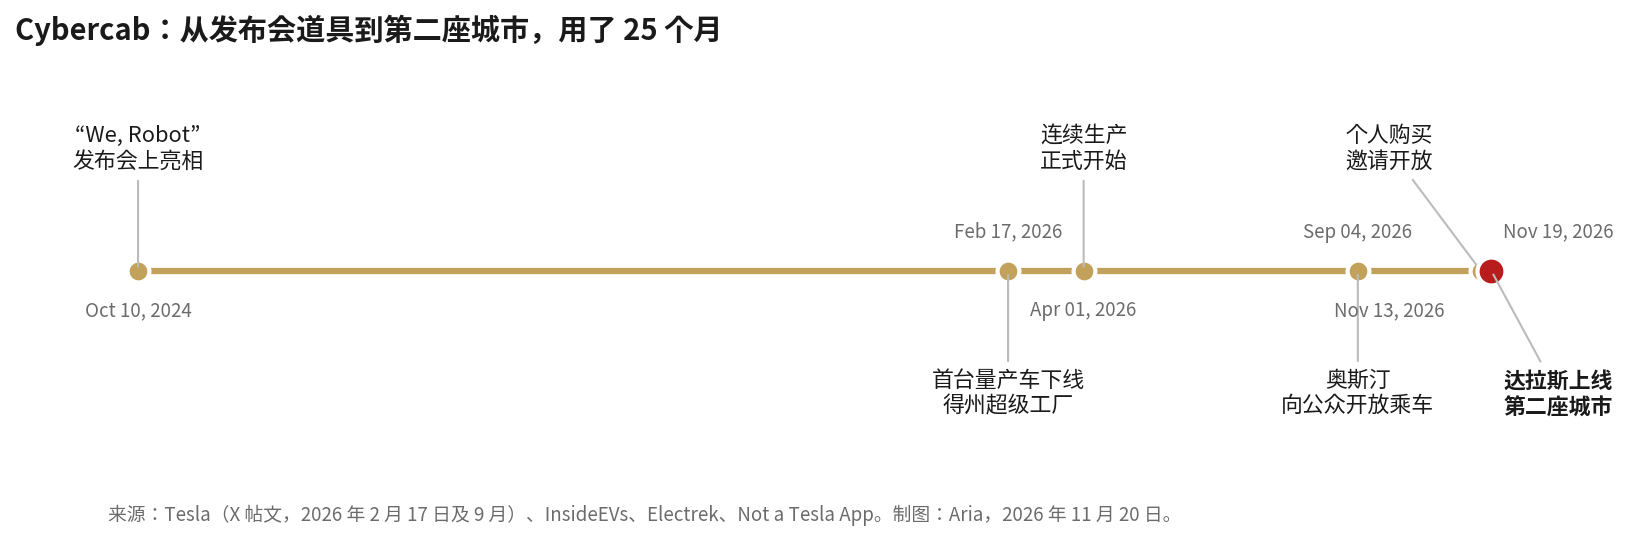 Cybercab：从发布会道具到第二座城市，用了 25 个月
“We, Robot”
发布会上亮相
连续生产
正式开始
个人购买
邀请开放
Feb 17, 2026
Sep 04, 2026
Nov 19, 2026
Oct 10, 2024
Apr 01, 2026
Nov 13, 2026
首台量产车下线
得州超级工厂
奥斯汀
向公众开放乘车
达拉斯上线
第二座城市
来源：Tesla（X 帖文，2026 年 2 月 17 日及 9 月）、InsideEVs、Electrek、Not a Tesla App。制图：Aria，2026 年 11 月 20 日。